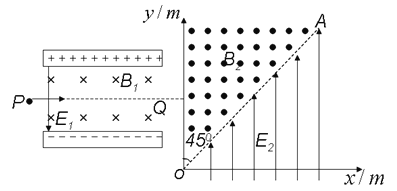 y/m
A
+ + + + + + + + + + +
× × × ×
B₁
B₂
P
Q
E₁
× × × ×
− − − − − − − − − −
45°
E₂
o
x/m